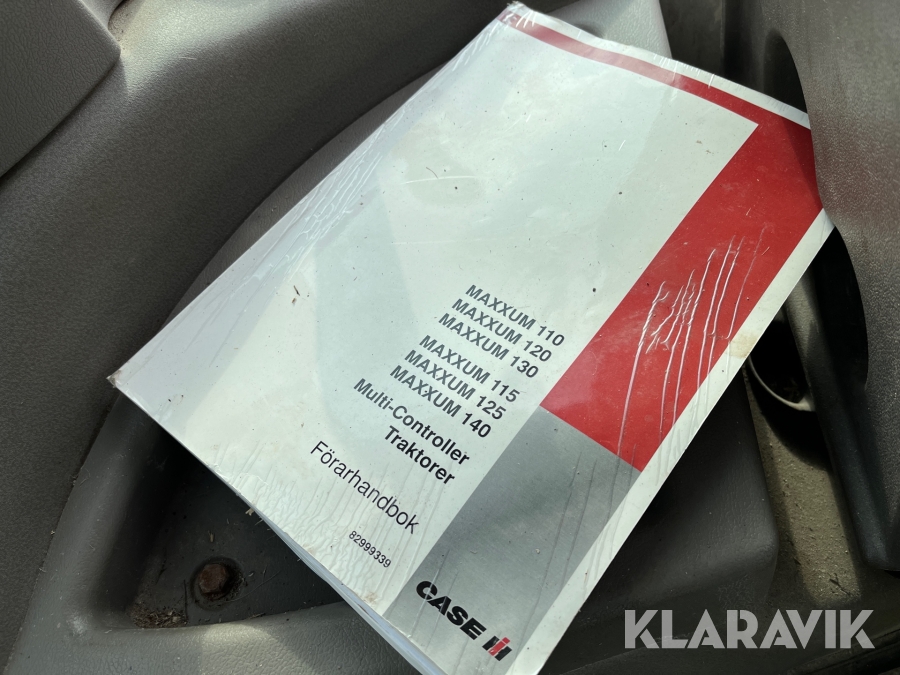 MAXXUM 110
MAXXUM 120
MAXXUM 130
MAXXUM 115
MAXXUM 125
MAXXUM 140
Multi-Controller
Traktorer
Förarhandbok
82999339
CASE IH
KLARAVIK